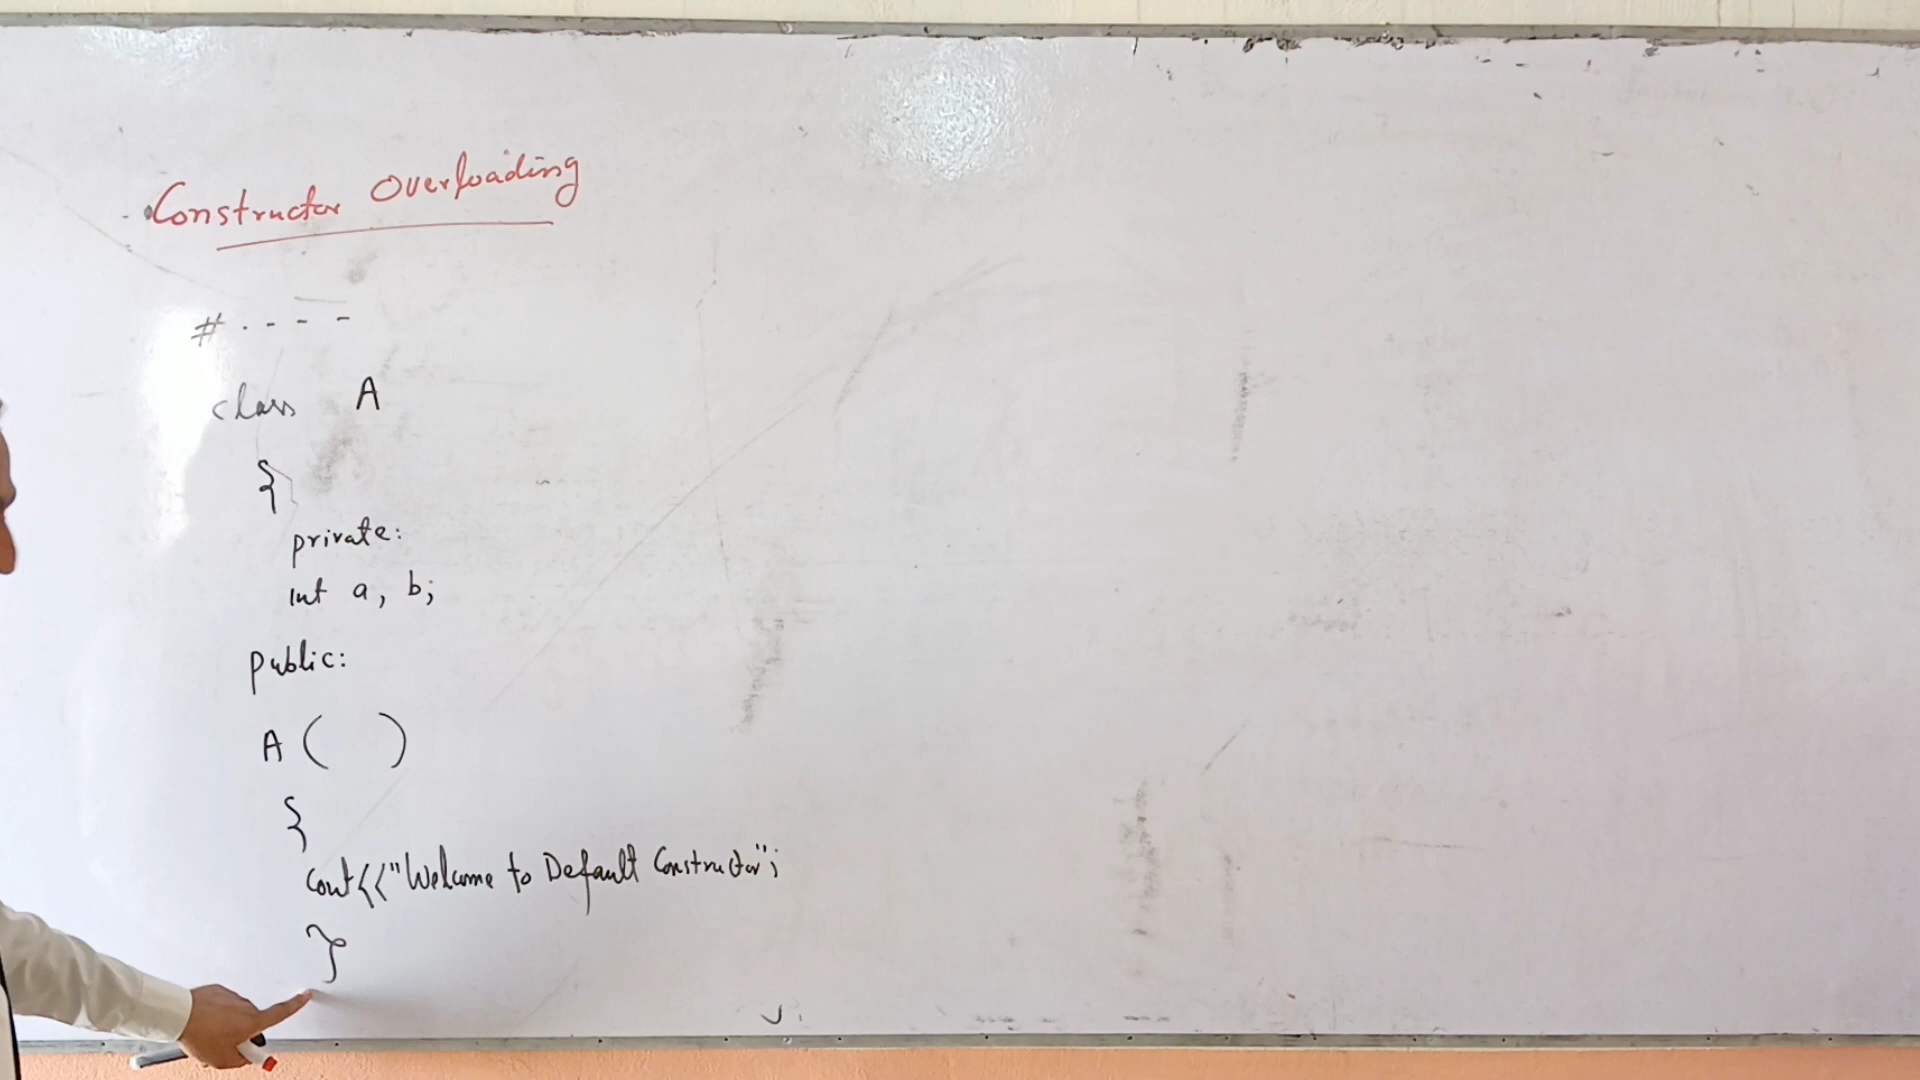 Constructor Overloading
# - - - -
class A
{
private:
int a, b;
public:
A ( )
{
cout<<"Welcome to Default Constructor";
}